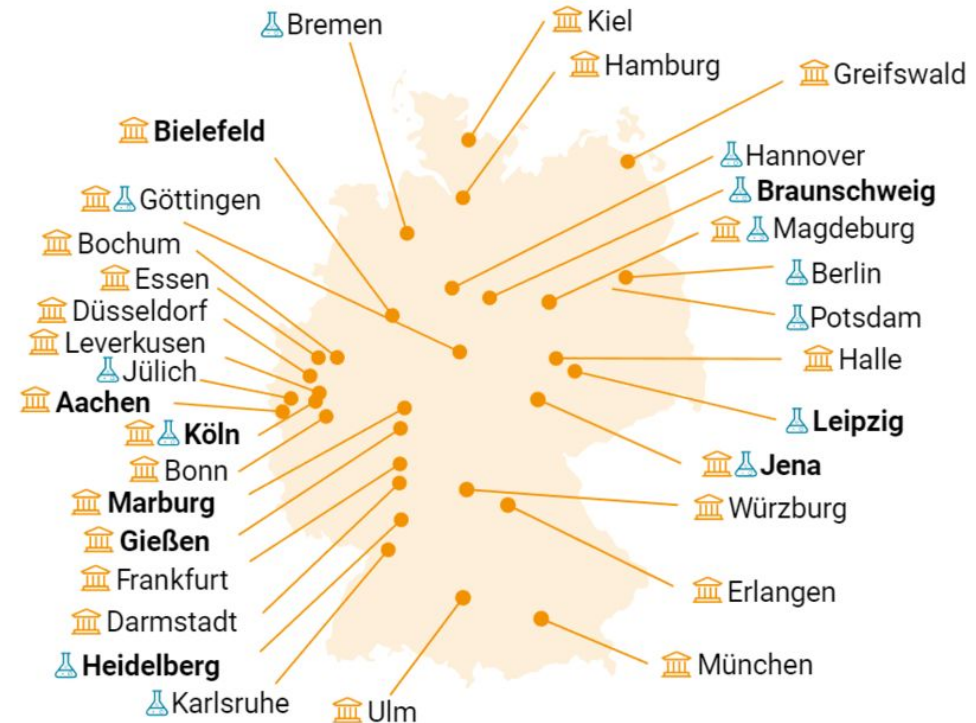 Bremen
Kiel
Hamburg
Greifswald
Bielefeld
Hannover
Braunschweig
Göttingen
Magdeburg
Bochum
Berlin
Essen
Düsseldorf
Potsdam
Leverkusen
Halle
Jülich
Aachen
Leipzig
Köln
Jena
Bonn
Marburg
Würzburg
Gießen
Frankfurt
Erlangen
Darmstadt
Heidelberg
München
Karlsruhe
Ulm